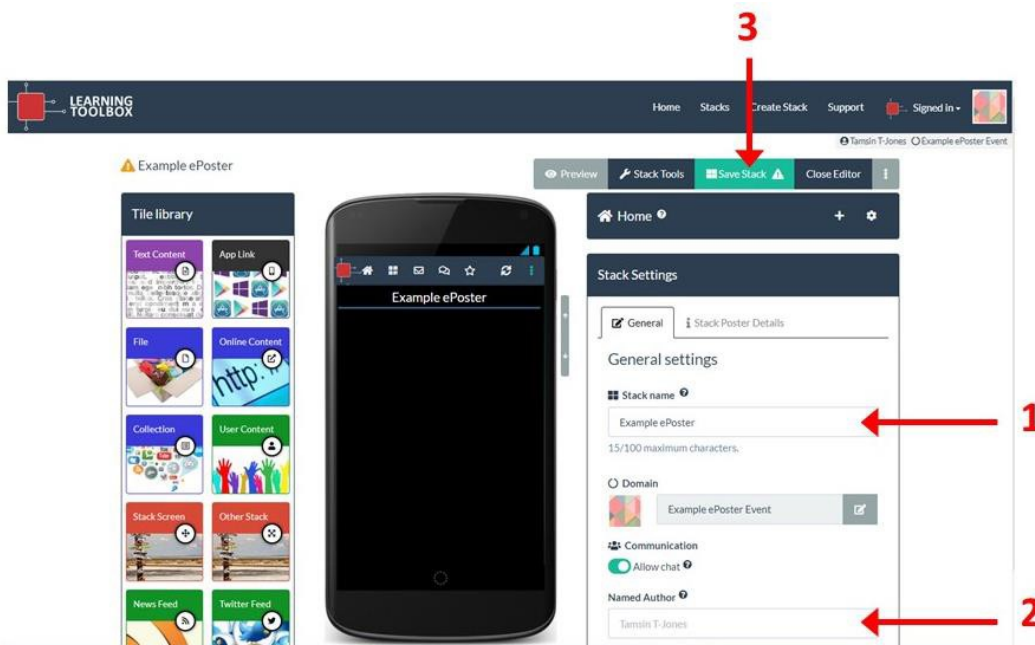 3
LEARNING
TOOLBOX
Home Stacks Create Stack Support Signed in
Tamsin T-Jones Example ePoster Event
Example ePoster
Preview Stack Tools Save Stack Close Editor
Tile library
Home
Text Content App Link
Example ePoster
Stack Settings
General Stack Poster Details
File Online Content
http:
General settings
Stack name
Example ePoster
15/100 maximum characters.
1
Collection User Content
Domain
Example ePoster Event
Stack Screen Other Stack
Communication
Allow chat
Named Author
Tamsin T-Jones
2
News Feed Twitter Feed